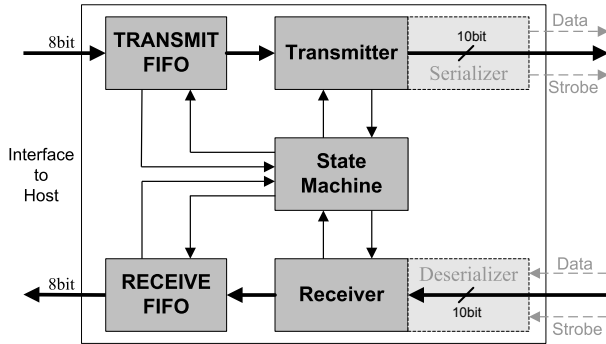 Data
8bit
TRANSMIT
FIFO
Transmitter
10bit
Serializer
Strobe
Interface
to
Host
State
Machine
8bit
RECEIVE
FIFO
Receiver
Deserializer
10bit
Data
Strobe